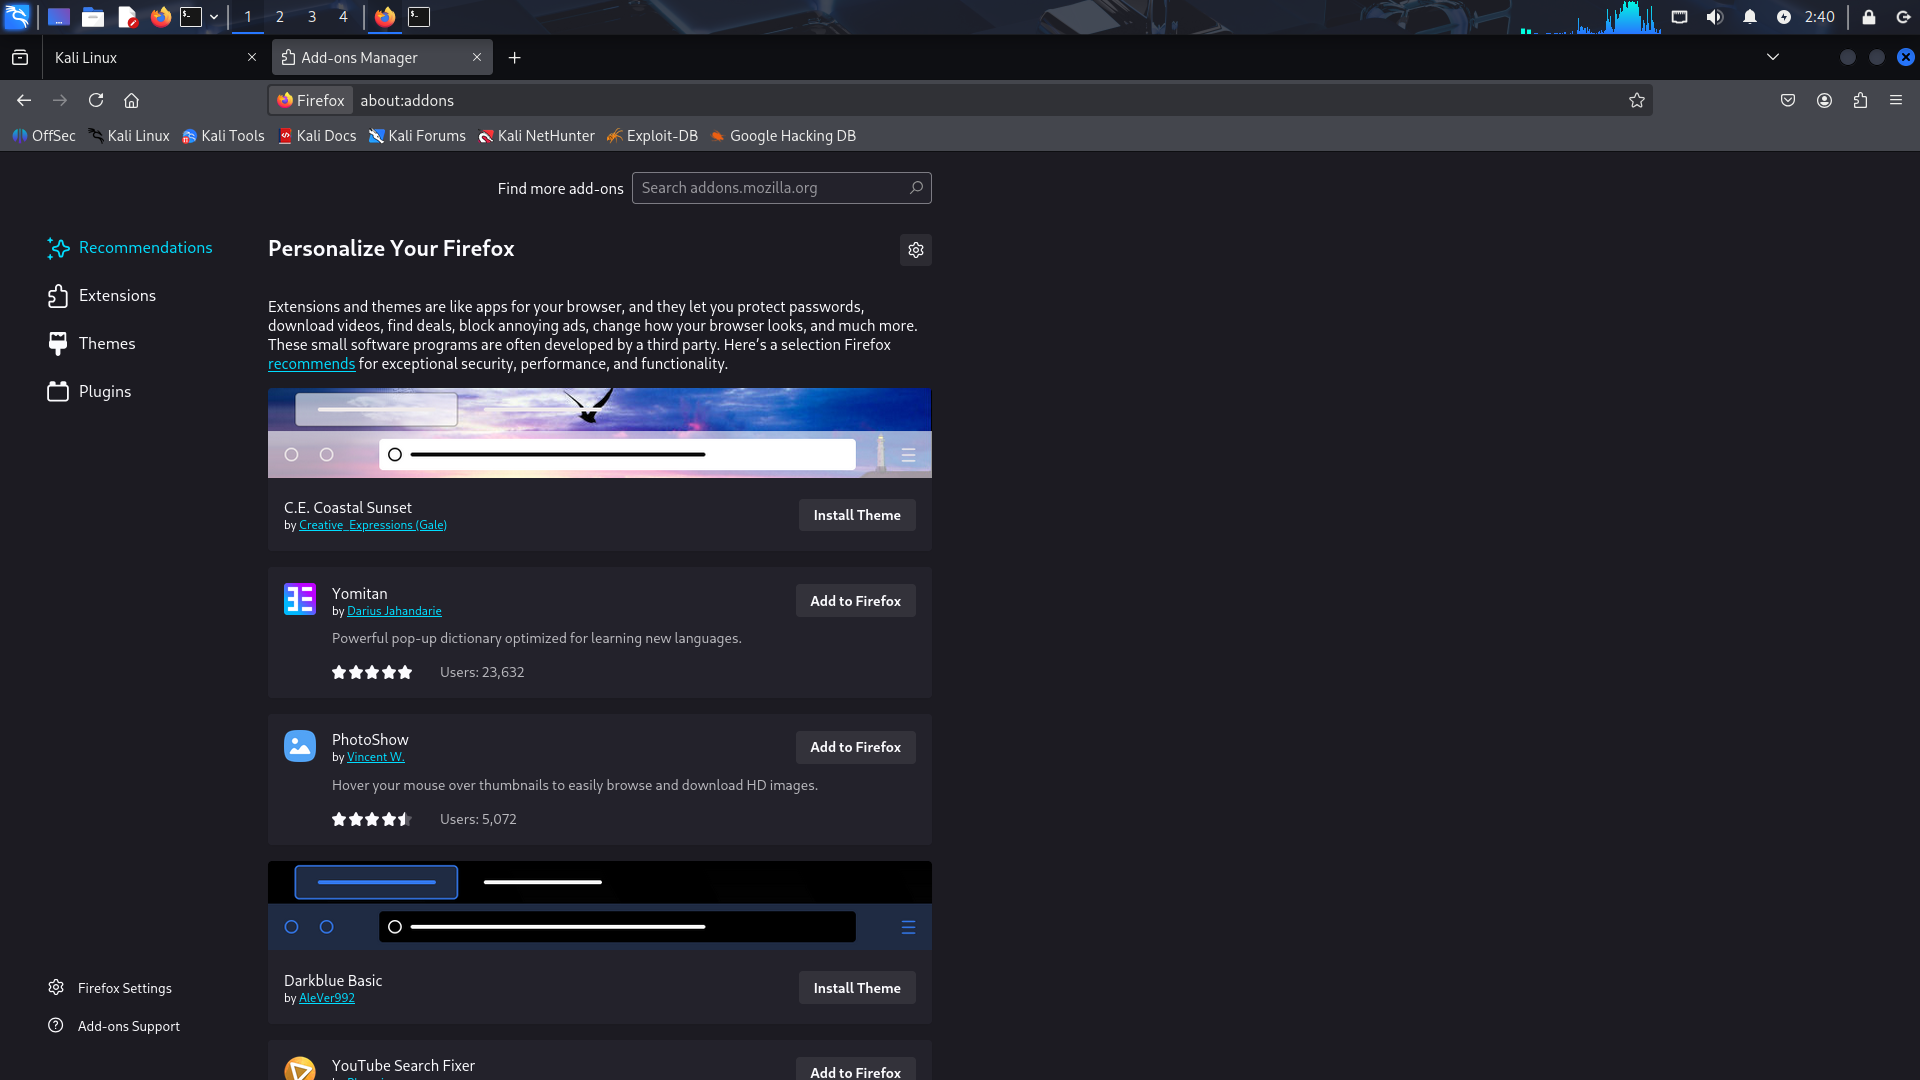 1
2
3
4
2:40
Kali Linux
Add-ons Manager
Firefox
about:addons
OffSec
Kali Linux
Kali Tools
Kali Docs
Kali Forums
Kali NetHunter
Exploit-DB
Google Hacking DB
Find more add-ons
Search addons.mozilla.org
Recommendations
Extensions
Themes
Plugins
Personalize Your Firefox
Extensions and themes are like apps for your browser, and they let you protect passwords,
download videos, find deals, block annoying ads, change how your browser looks, and much more.
These small software programs are often developed by a third party. Here’s a selection Firefox
recommends for exceptional security, performance, and functionality.
C.E. Coastal Sunset
by Creative_Expressions (Gale)
Install Theme
Yomitan
by Darius Jahandarie
Add to Firefox
Powerful pop-up dictionary optimized for learning new languages.
Users: 23,632
PhotoShow
by Vincent W.
Add to Firefox
Hover your mouse over thumbnails to easily browse and download HD images.
Users: 5,072
Darkblue Basic
by AleVer992
Install Theme
YouTube Search Fixer
Add to Firefox
Firefox Settings
Add-ons Support